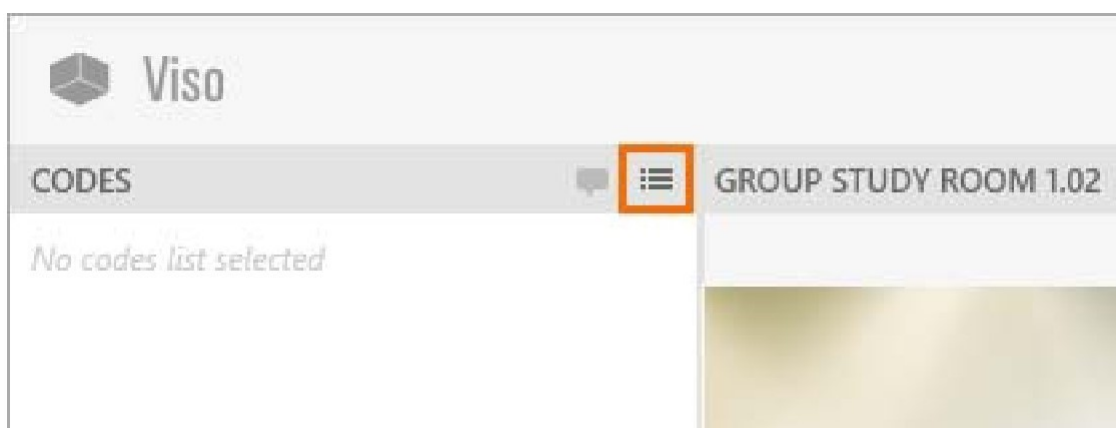 Viso
CODES
GROUP STUDY ROOM 1.02
No codes list selected